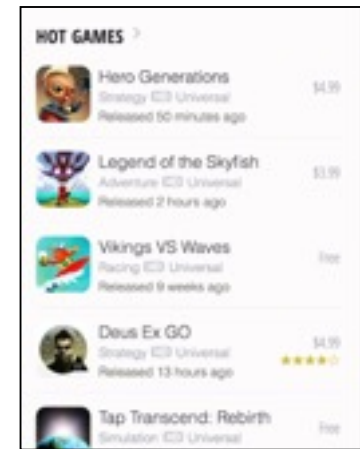 HOT GAMES >
Hero Generations
$4.99
Strategy Universal
Released 50 minutes ago
Legend of the Skyfish
$3.99
Adventure Universal
Released 2 hours ago
Vikings VS Waves
Free
Racing Universal
Released 9 weeks ago
Deus Ex GO
$4.99
Strategy Universal
Released 13 hours ago
Tap Transcend: Rebirth
Free
Simulation Universal